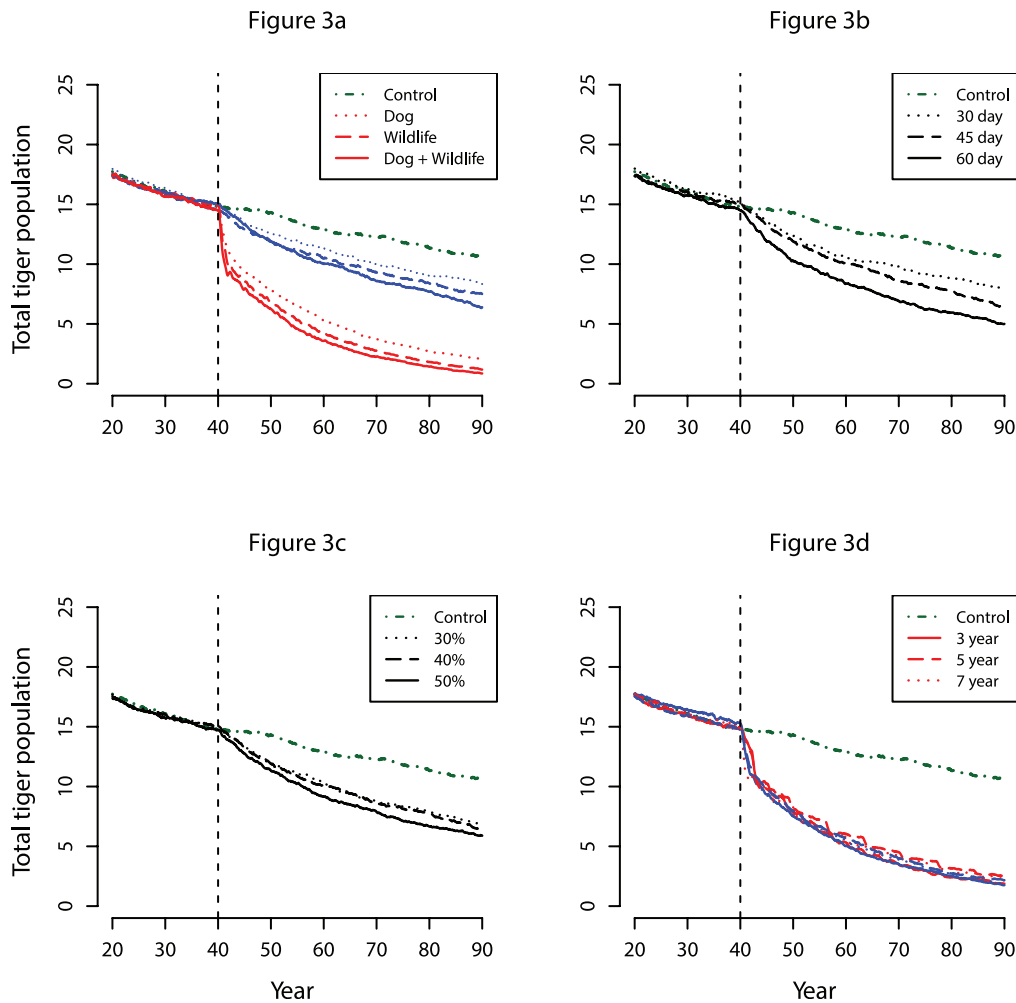 Figure 3a
Total tiger population
25
20
15
10
5
0
Control
Dog
Wildlife
Dog + Wildlife
20 30 40 50 60 70 80 90
Figure 3b
25
20
15
10
5
0
Control
30 day
45 day
60 day
20 30 40 50 60 70 80 90
Figure 3c
Total tiger population
25
20
15
10
5
0
Control
30%
40%
50%
20 30 40 50 60 70 80 90
Year
Figure 3d
25
20
15
10
5
0
Control
3 year
5 year
7 year
20 30 40 50 60 70 80 90
Year